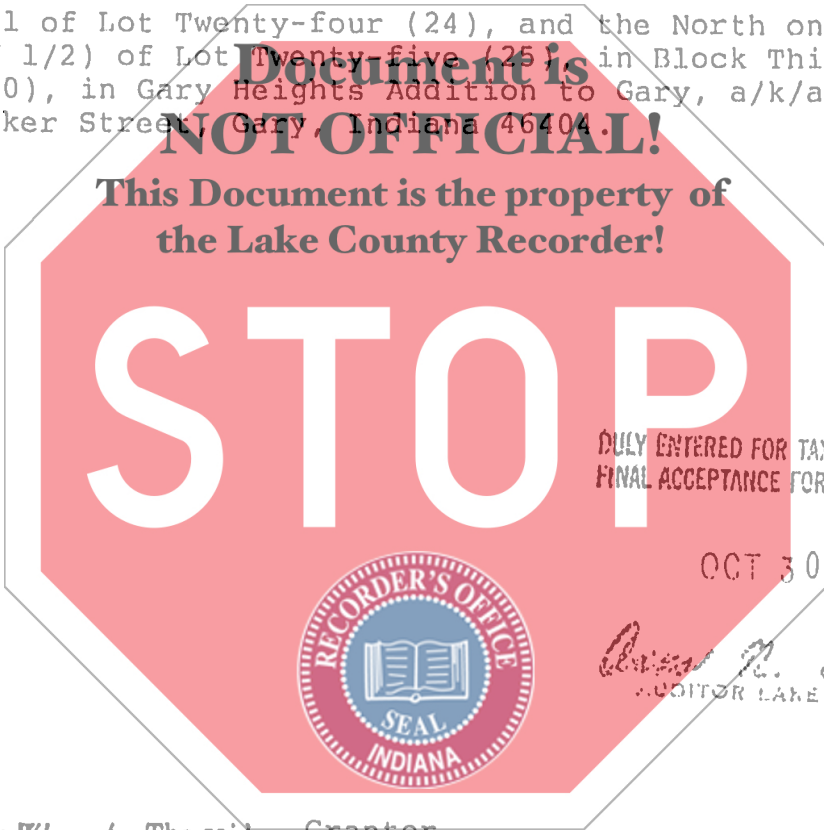 l of Lot Twenty-four (24), and the North on
1/2) of Lot Twenty-five (25), in Block Thi
0), in Gary Heights Addition to Gary, a/k/a
ker Street, Gary, Indiana 46404.
Document is
NOT OFFICIAL!
This Document is the property of
the Lake County Recorder!
STOP
DULY ENTERED FOR TAX
FINAL ACCEPTANCE FOR
OCT 30
AUDITOR LAKE
RECORDER'S OFFICE
SEAL
INDIANA
Grantor